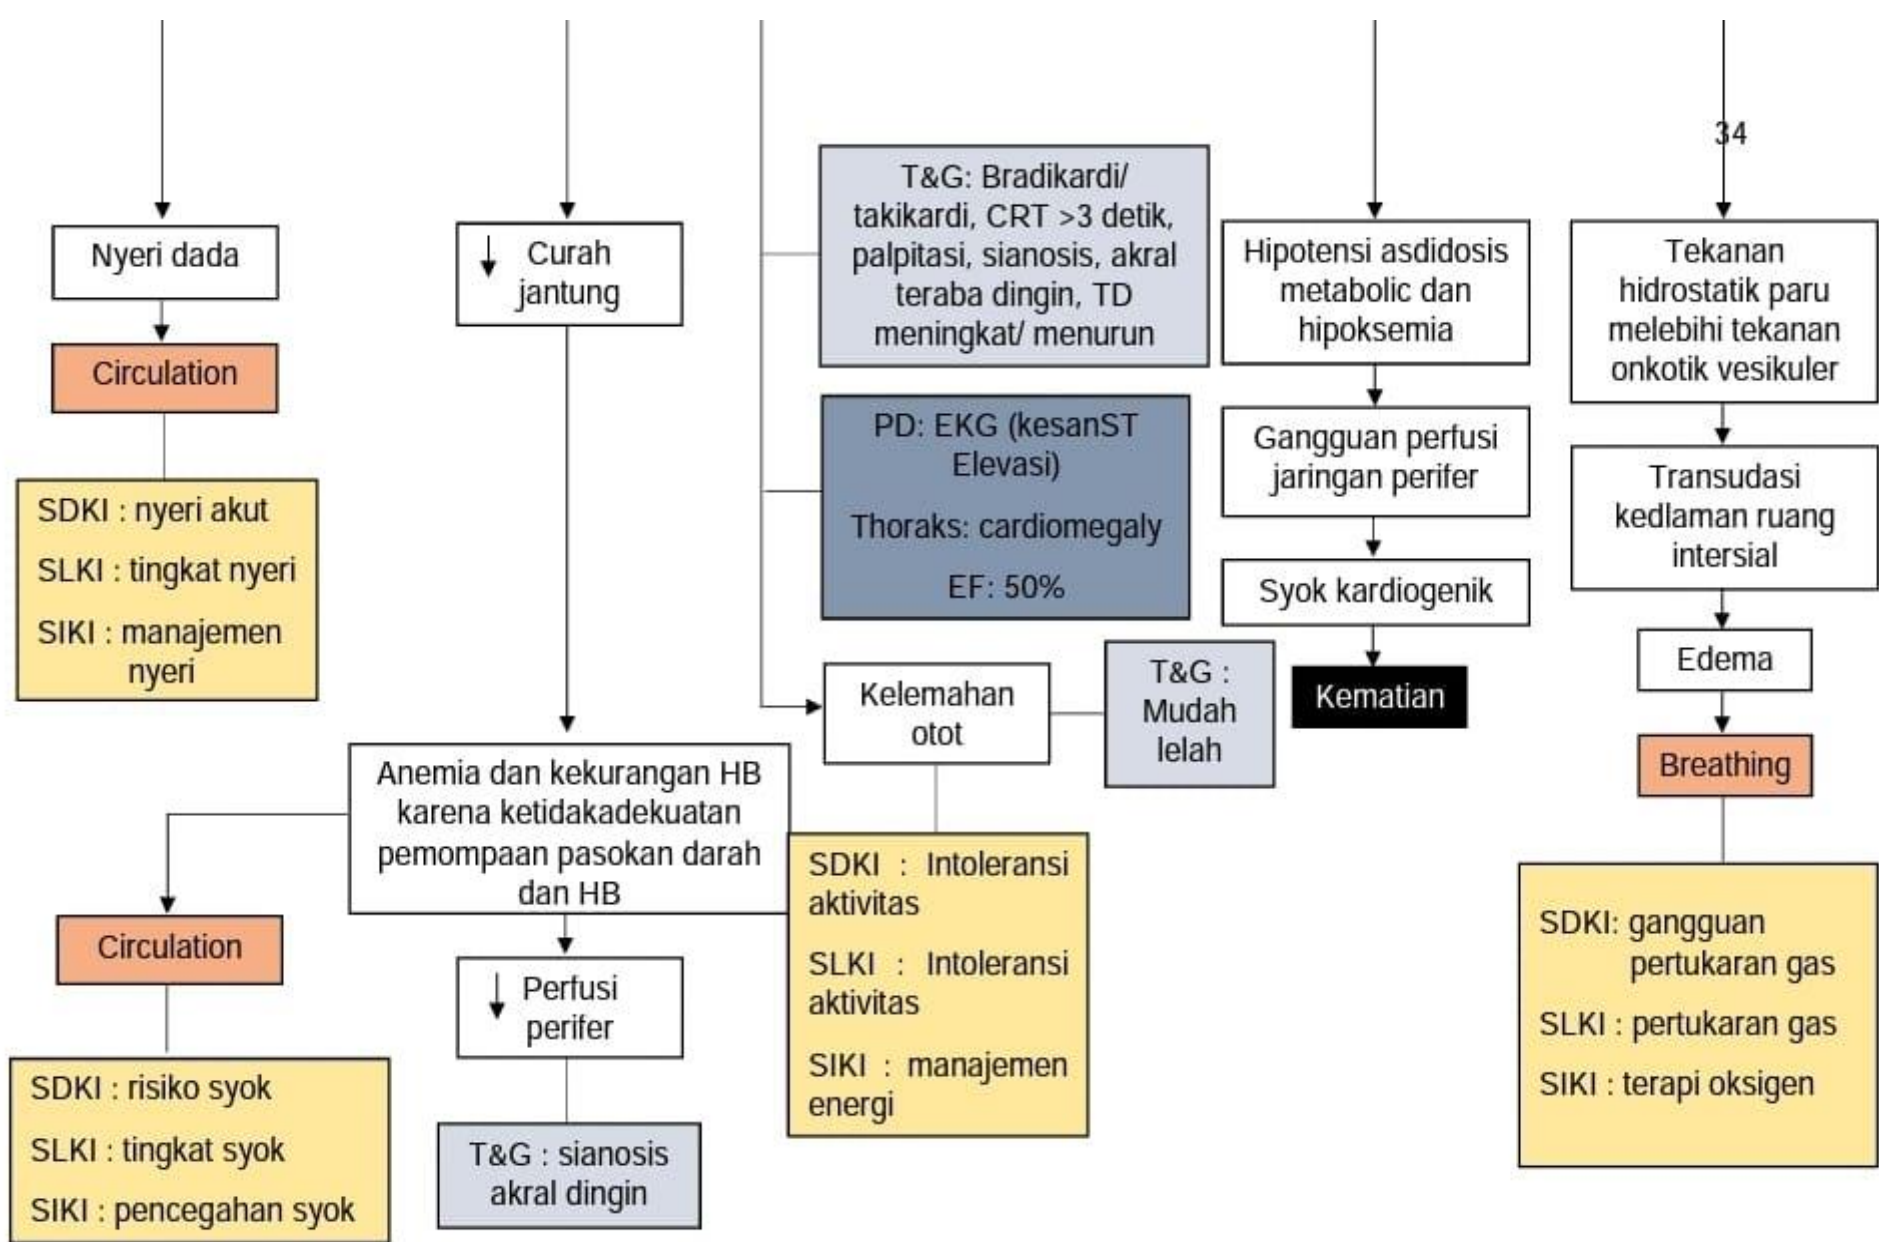 34
Nyeri dada
Circulation
SDKI : nyeri akut
SLKI : tingkat nyeri
SIKI : manajemen
nyeri
↓ Curah
jantung
T&G: Bradikardi/
takikardi, CRT >3 detik,
palpitasi, sianosis, akral
teraba dingin, TD
meningkat/ menurun
PD: EKG (kesanST
Elevasi)
Thoraks: cardiomegaly
EF: 50%
Kelemahan
otot
T&G :
Mudah
lelah
Hipotensi asdidosis
metabolic dan
hipoksemia
Gangguan perfusi
jaringan perifer
Syok kardiogenik
Kematian
Tekanan
hidrostatik paru
melebihi tekanan
onkotik vesikuler
Transudasi
kedlaman ruang
intersial
Edema
Breathing
SDKI: gangguan
pertukaran gas
SLKI : pertukaran gas
SIKI : terapi oksigen
Anemia dan kekurangan HB
karena ketidakadekuatan
pemompaan pasokan darah
dan HB
Circulation
SDKI : risiko syok
SLKI : tingkat syok
SIKI : pencegahan syok
↓ Perfusi
perifer
T&G : sianosis
akral dingin
SDKI : Intoleransi
aktivitas
SLKI : Intoleransi
aktivitas
SIKI : manajemen
energi